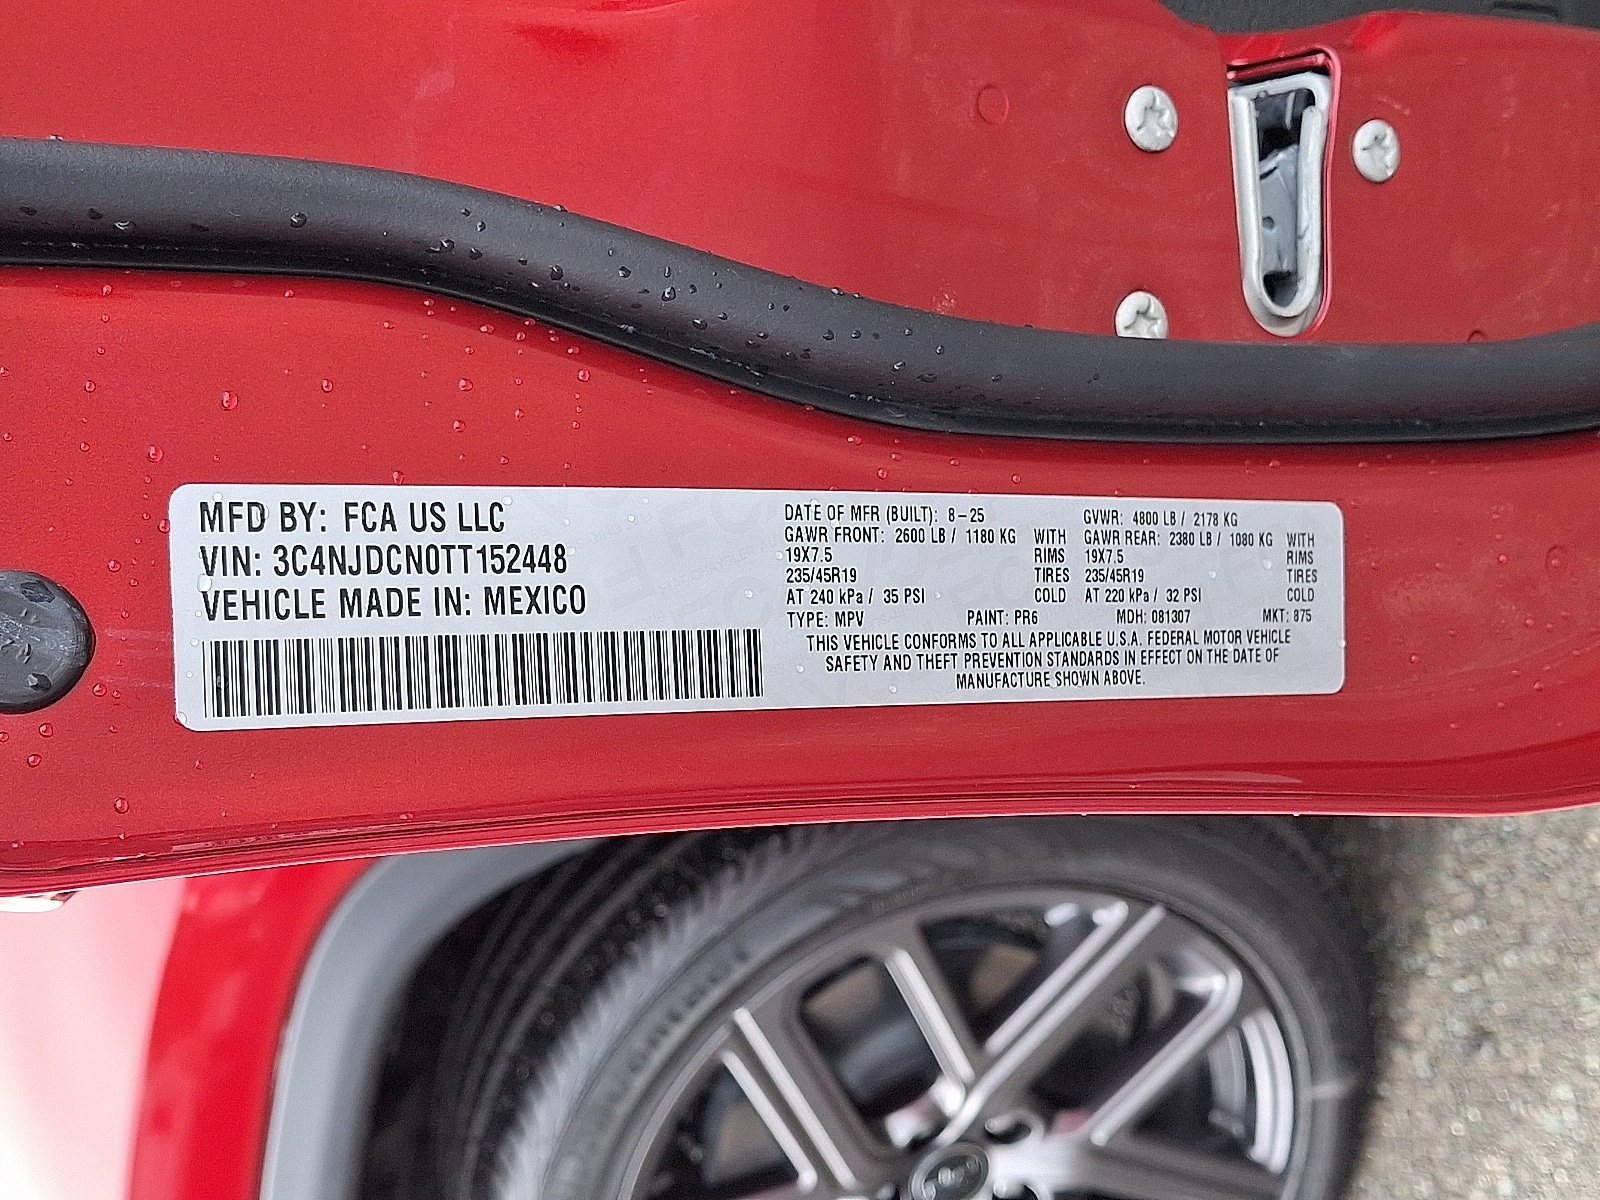 MFD BY: FCA US LLC
VIN: 3C4NJDCN0TT152448
VEHICLE MADE IN: MEXICO
DATE OF MFR (BUILT): 8-25 GVWR: 4800 LB / 2178 KG
GAWR FRONT: 2600 LB / 1180 KG WITH GAWR REAR: 2380 LB / 1080 KG WITH
19X7.5 RIMS 19X7.5 RIMS
235/45R19 TIRES 235/45R19 TIRES
AT 240 kPa / 35 PSI COLD AT 220 kPa / 32 PSI COLD
TYPE: MPV PAINT: PR6 MDH: 081307 MKT: 875
THIS VEHICLE CONFORMS TO ALL APPLICABLE U.S.A. FEDERAL MOTOR VEHICLE
SAFETY AND THEFT PREVENTION STANDARDS IN EFFECT ON THE DATE OF
MANUFACTURE SHOWN ABOVE.